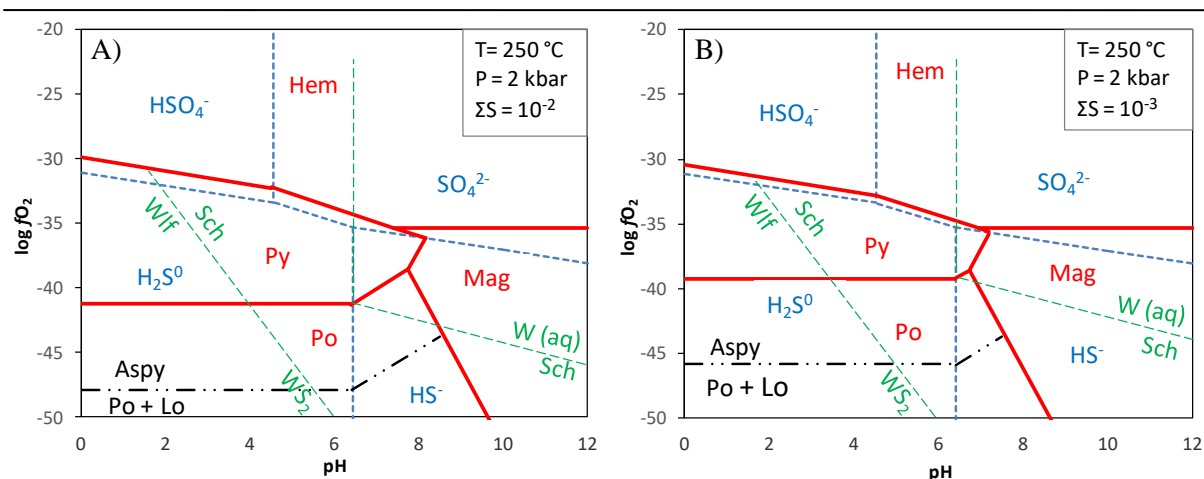 A)
T= 250 °C
P = 2 kbar
ΣS = 10⁻²
Hem
HSO₄⁻
SO₄²⁻
Sch
Wlf
Py
Mag
H₂S⁰
Po
W (aq)
Sch
Aspy
WS₂
HS⁻
Po + Lo
log fO₂
-20
-25
-30
-35
-40
-45
-50
0 2 4 6 8 10 12
pH
B)
T= 250 °C
P = 2 kbar
ΣS = 10⁻³
Hem
HSO₄⁻
SO₄²⁻
Sch
Wlf
Py
Mag
H₂S⁰
Po
W (aq)
Sch
Aspy
WS₂
HS⁻
Po + Lo
log fO₂
-20
-25
-30
-35
-40
-45
-50
0 2 4 6 8 10 12
pH